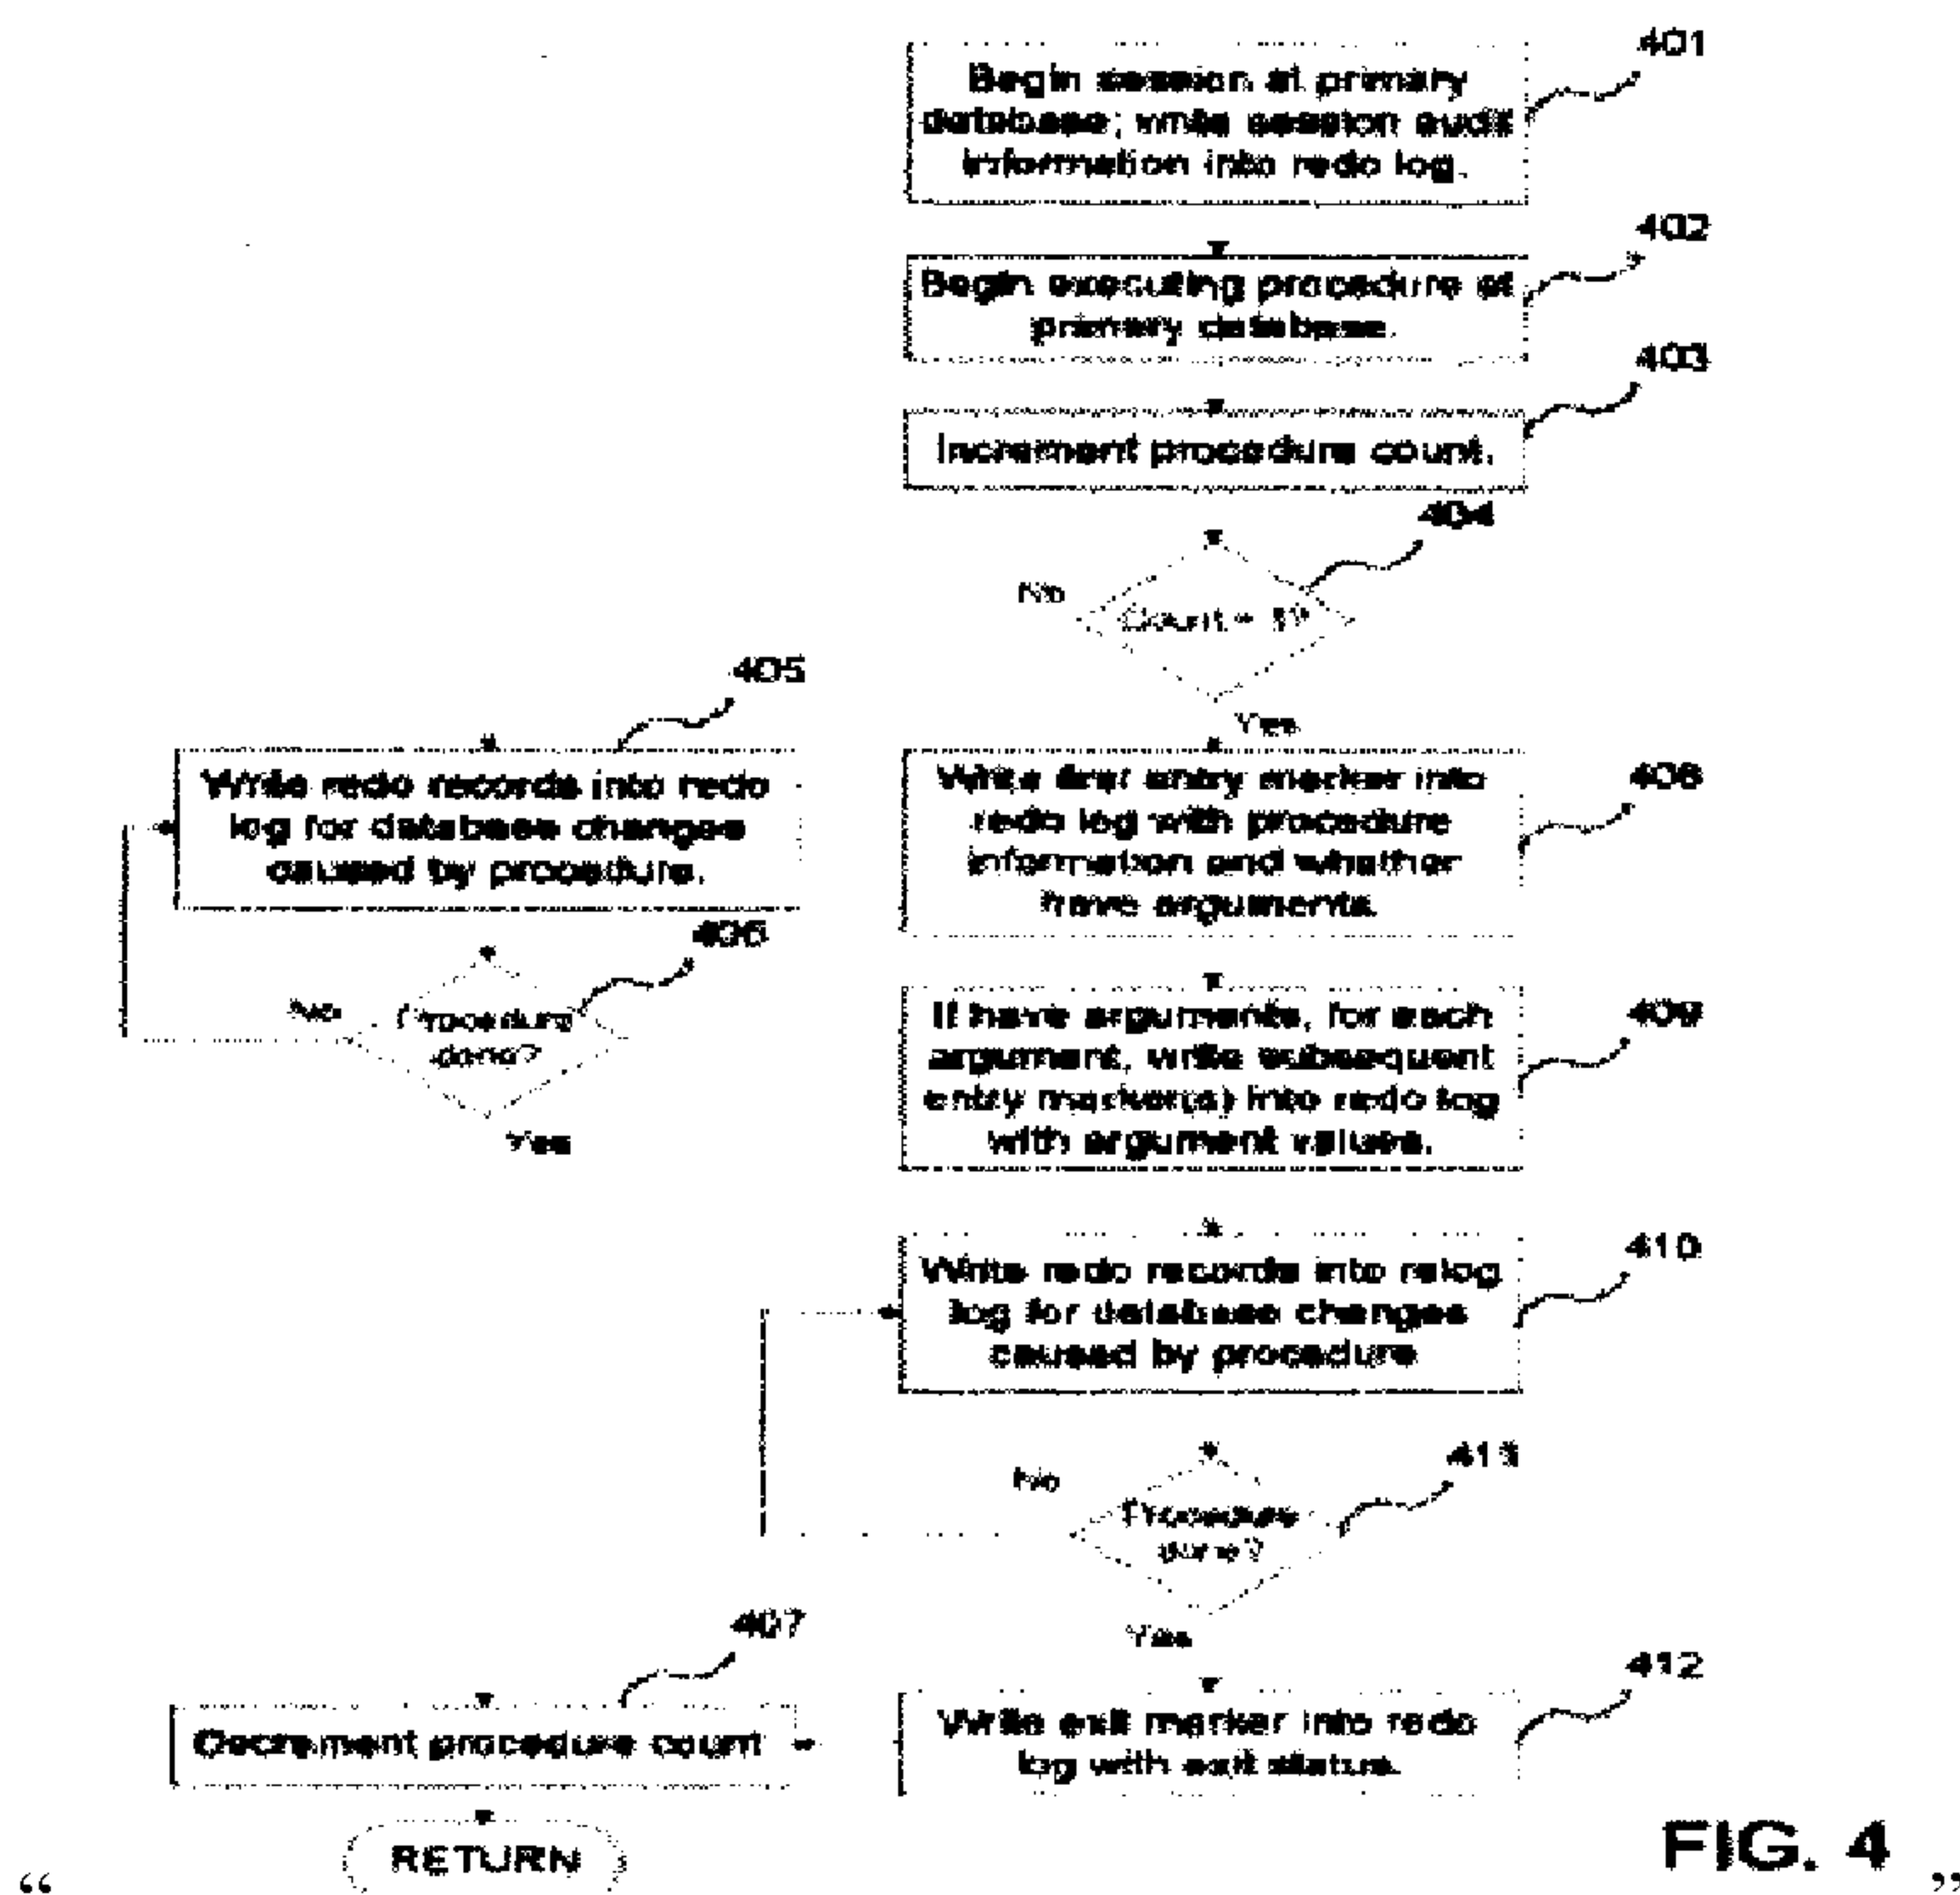 401
Begin session at primary
database; write session audit
information into redo log.
402
Begin executing procedure at
primary database.
403
Increment procedure count.
404
No
Count = 1?
Yes
405
Write redo records into redo
log for database changes
caused by procedure.
406
No
Procedure
done?
Yes
408
Write first entry marker into
redo log with procedure
information and whether
have arguments.
409
If have arguments, for each
argument, write subsequent
entry marker(s) into redo log
with argument values.
410
Write redo records into relog
log for database changes
caused by procedure
411
No
Procedure
done?
Yes
407
Decrement procedure count
412
Write exit marker into redo
log with exit status.
RETURN
“ FIG. 4 ”